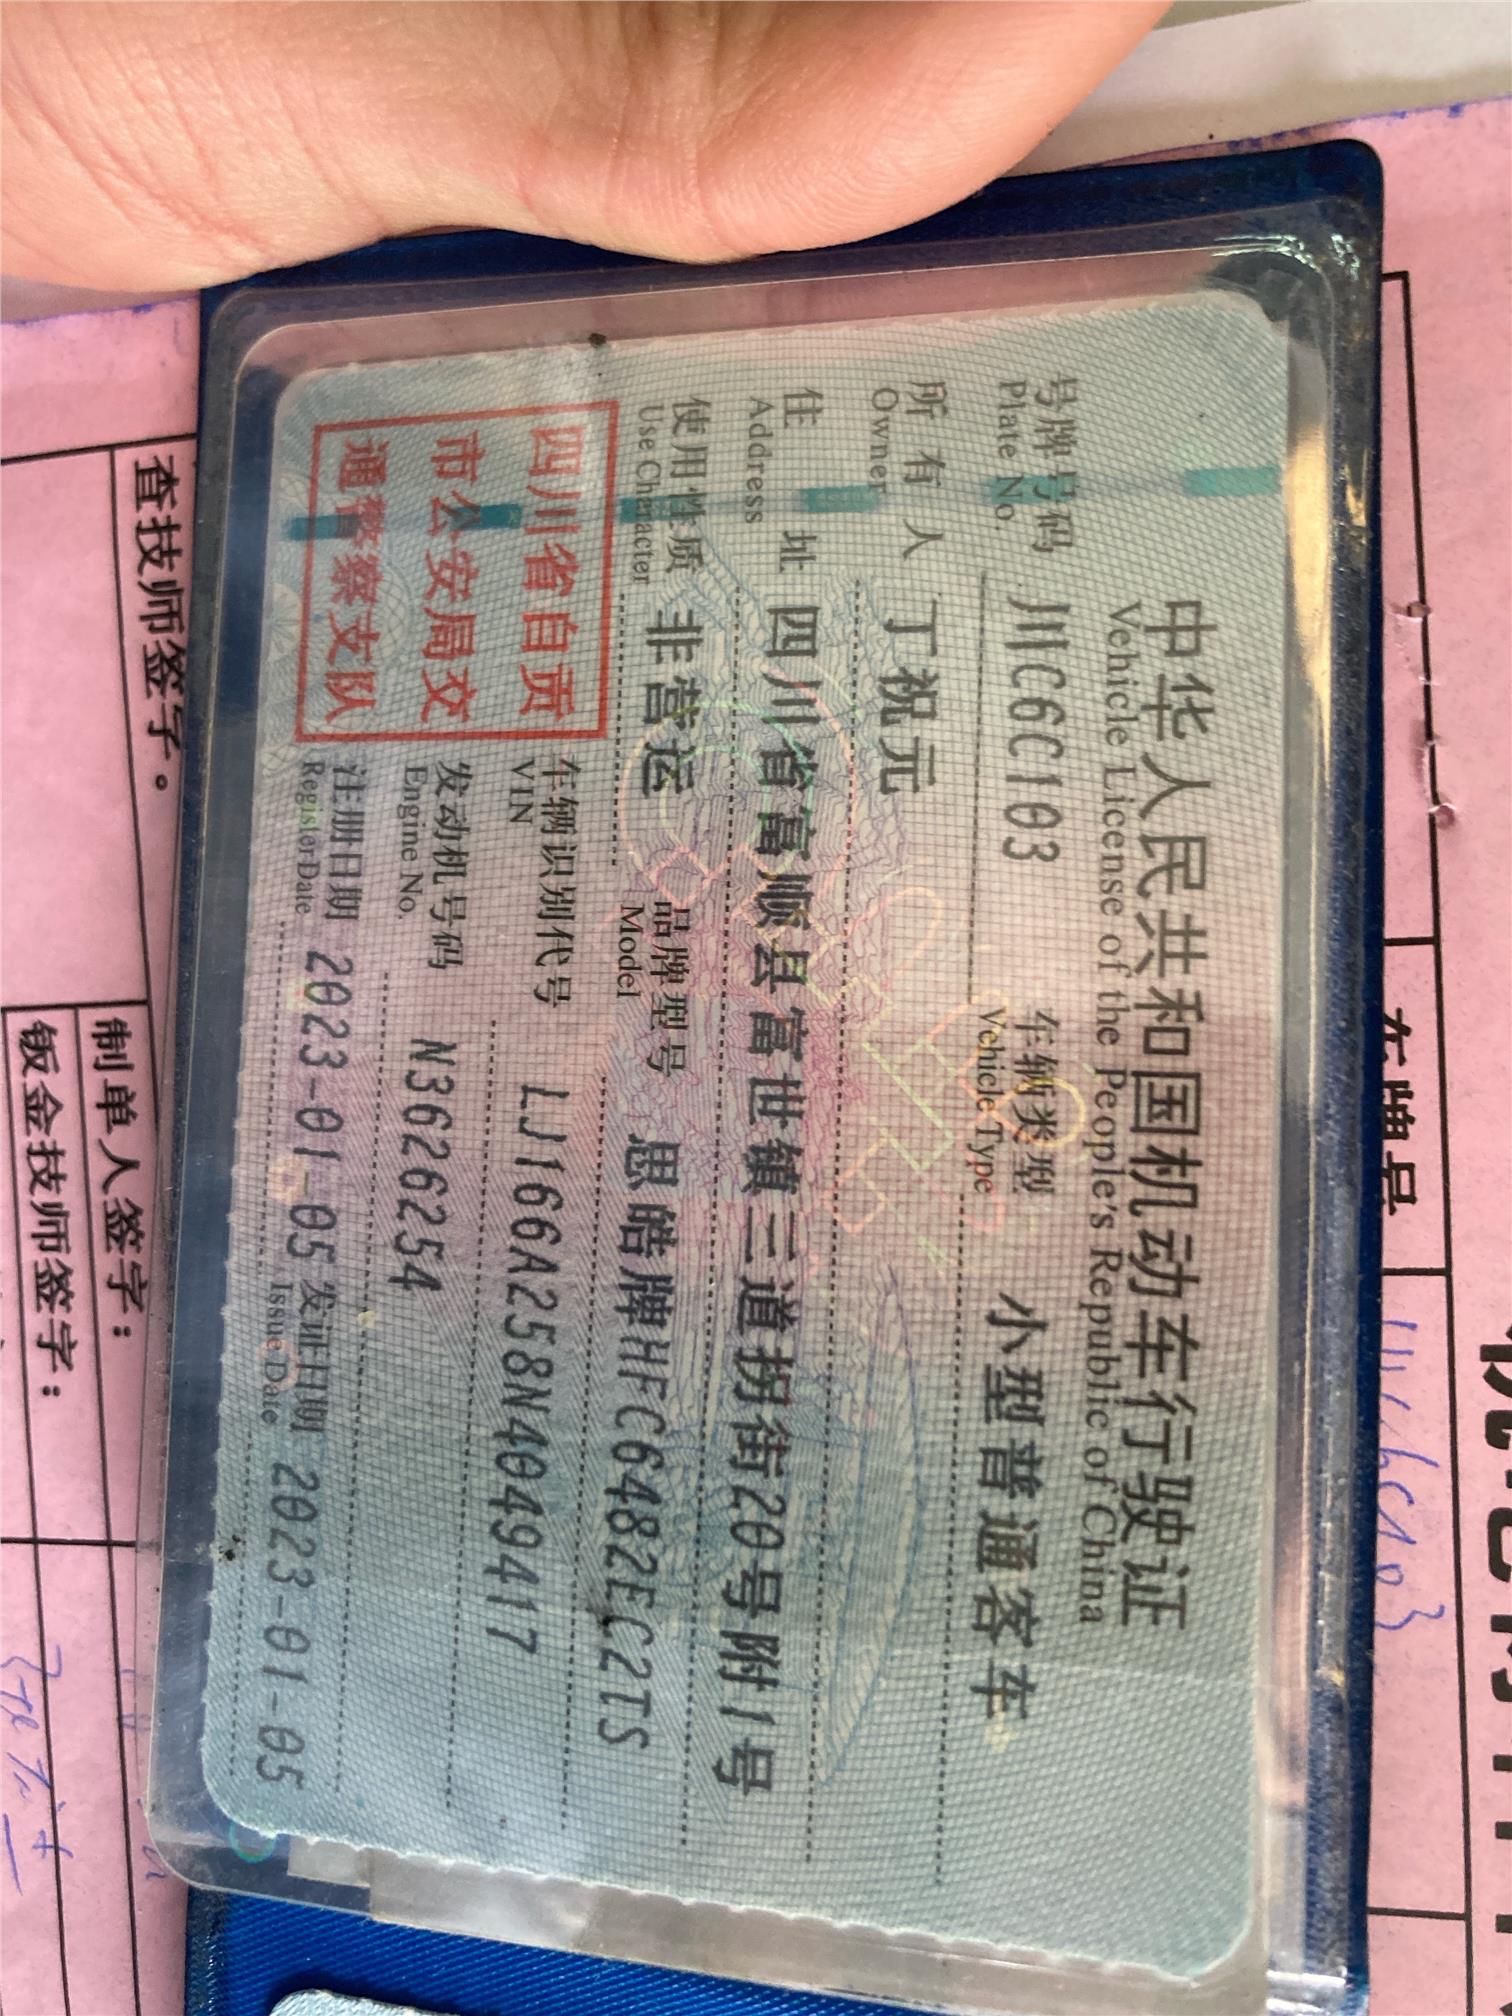 中华人民共和国机动车行驶证
Vehicle License of the People's Republic of China
号牌号码 川C6C103 车辆类型 小型普通客车
Plate No. Vehicle Type
所有人 丁祝元
Owner
住址 四川省富顺县富世镇三道拐街20号附1号
Address
使用性质 非营运 品牌型号 思皓牌HFC6482EC2TS
Use Character Model
四川省自贡
市公安局交
通警察支队
车辆识别代号 LJ166A258N4049417
VIN
发动机号码 N3626254
Engine No.
注册日期 2023-01-05 发证日期 2023-01-05
Register Date Issue Date
车牌号
查技师签字。
制单人签字：
钣金技师签字：